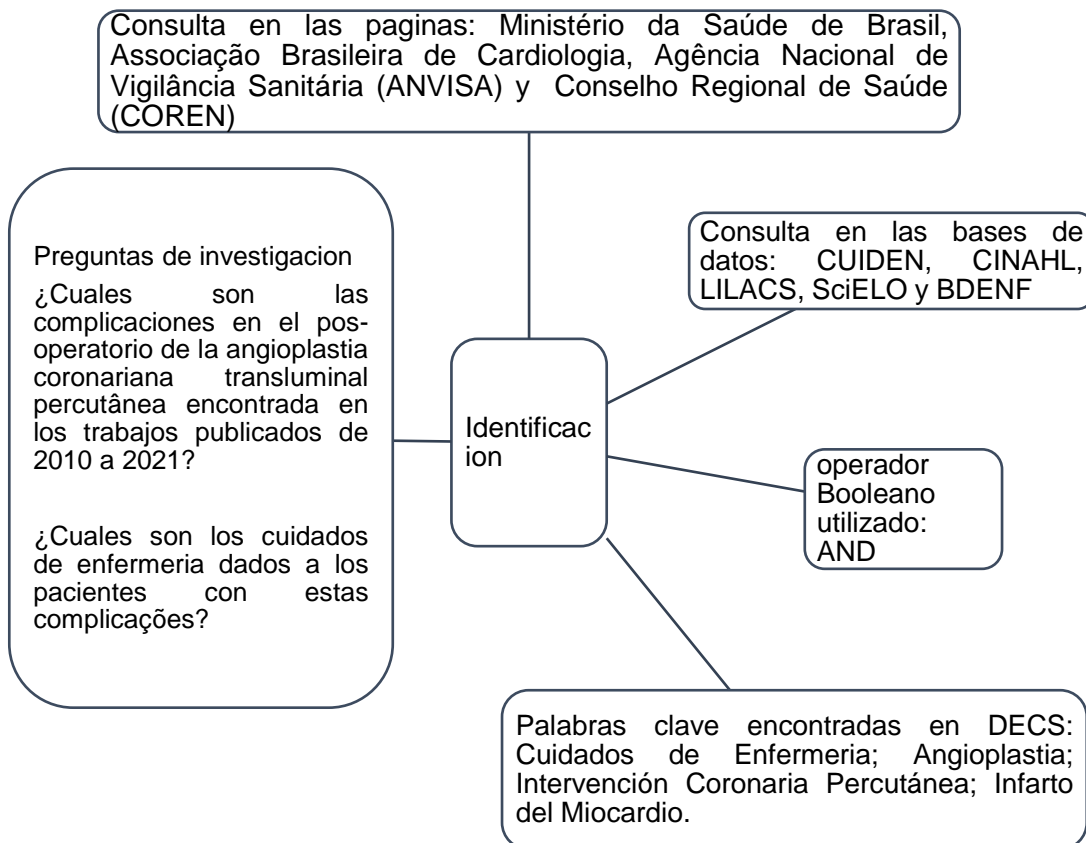 Consulta en las paginas: Ministério da Saúde de Brasil,
Associação Brasileira de Cardiologia, Agência Nacional de
Vigilância Sanitária (ANVISA) y Conselho Regional de Saúde
(COREN)
Preguntas de investigacion
¿Cuales son las
complicaciones en el pos-
operatorio de la angioplastia
coronariana transluminal
percutânea encontrada en
los trabajos publicados de
2010 a 2021?
¿Cuales son los cuidados
de enfermeria dados a los
pacientes con estas
complicações?
Identificac
ion
Consulta en las bases de
datos: CUIDEN, CINAHL,
LILACS, SciELO y BDENF
operador
Booleano
utilizado:
AND
Palabras clave encontradas en DECS:
Cuidados de Enfermeria; Angioplastia;
Intervención Coronaria Percutánea; Infarto
del Miocardio.